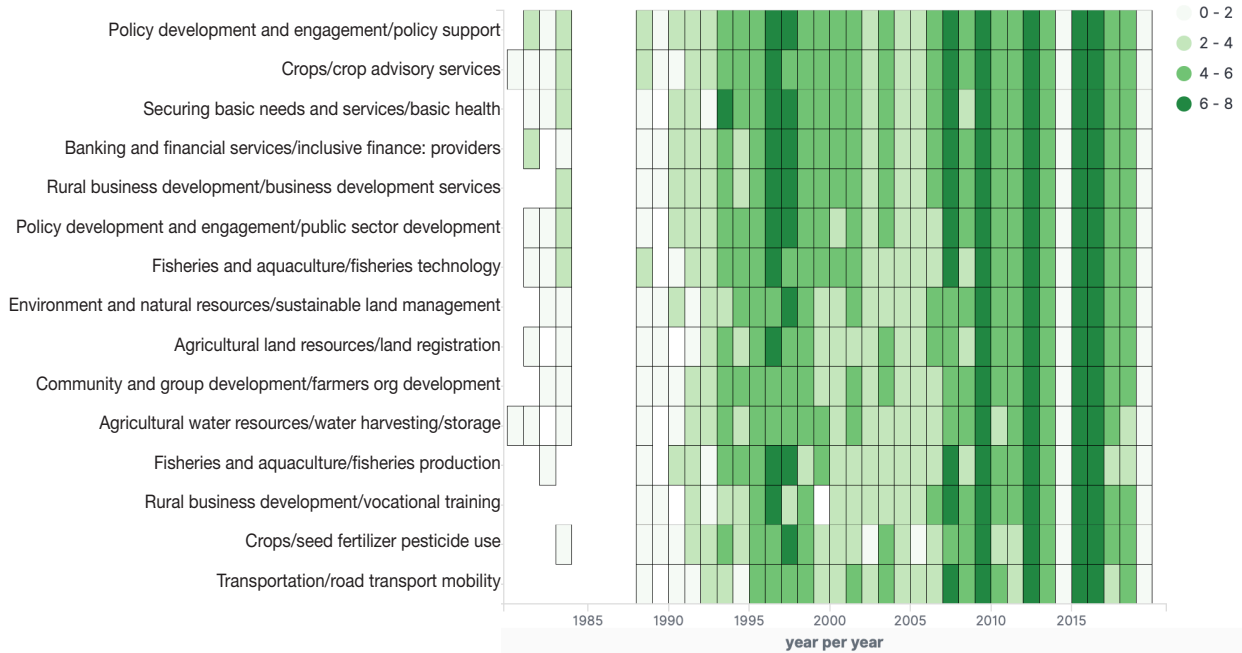 Policy development and engagement/policy support
Crops/crop advisory services
Securing basic needs and services/basic health
Banking and financial services/inclusive finance: providers
Rural business development/business development services
Policy development and engagement/public sector development
Fisheries and aquaculture/fisheries technology
Environment and natural resources/sustainable land management
Agricultural land resources/land registration
Community and group development/farmers org development
Agricultural water resources/water harvesting/storage
Fisheries and aquaculture/fisheries production
Rural business development/vocational training
Crops/seed fertilizer pesticide use
Transportation/road transport mobility
1985 1990 1995 2000 2005 2010 2015
year per year
0 - 2
2 - 4
4 - 6
6 - 8